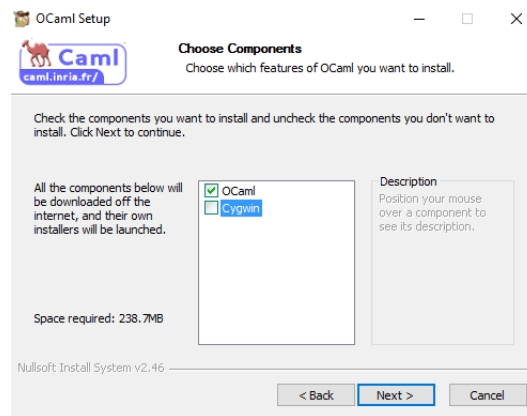 OCaml Setup
Caml
caml.inria.fr/
Choose Components
Choose which features of OCaml you want to install.
Check the components you want to install and uncheck the components you don't want to
install. Click Next to continue.
All the components below will
be downloaded off the
internet, and their own
installers will be launched.
OCaml
Cygwin
Description
Position your mouse
over a component to
see its description.
Space required: 238.7MB
Nullsoft Install System v2.46
< Back
Next >
Cancel